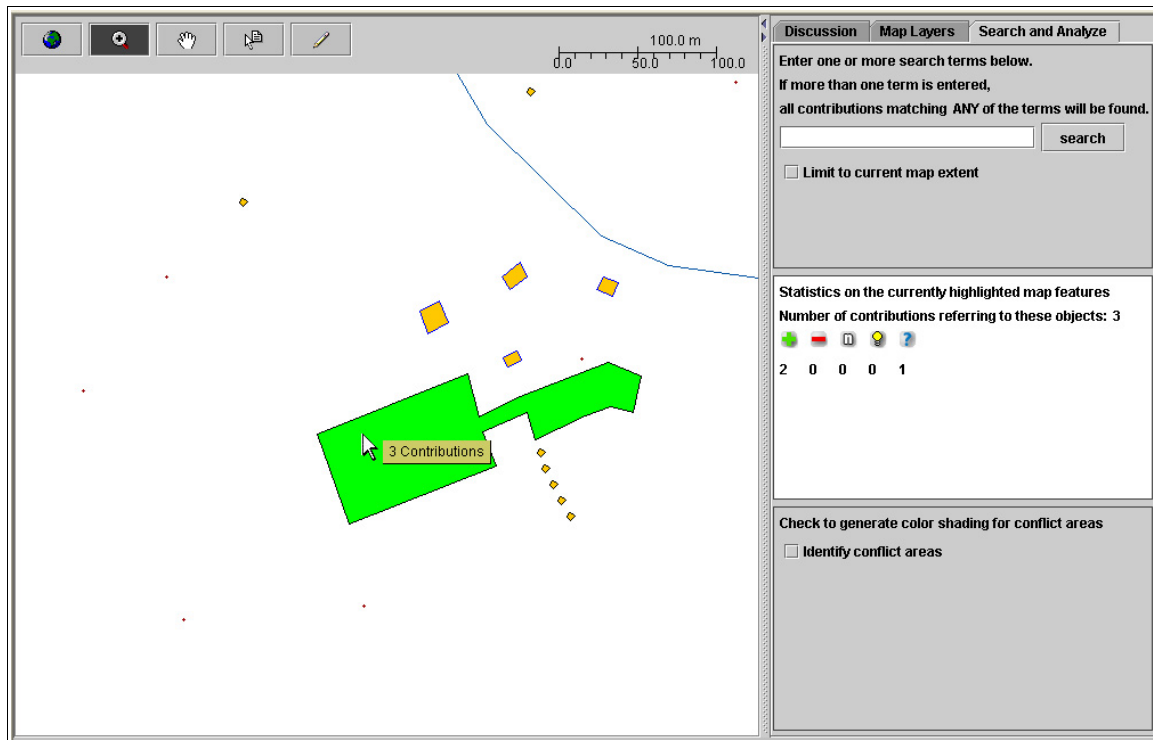 100.0 m
0.0 50.0 100.0
3 Contributions
Discussion Map Layers Search and Analyze
Enter one or more search terms below.
If more than one term is entered,
all contributions matching ANY of the terms will be found.
search
Limit to current map extent
Statistics on the currently highlighted map features
Number of contributions referring to these objects: 3
?
2 0 0 0 1
Check to generate color shading for conflict areas
Identify conflict areas